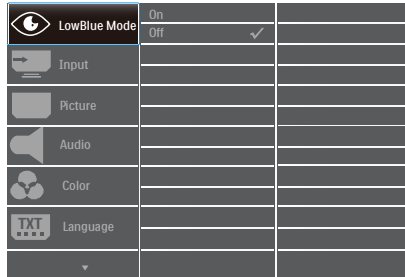 LowBlue Mode
On
Off
Input
Picture
Audio
Color
TXT
Language